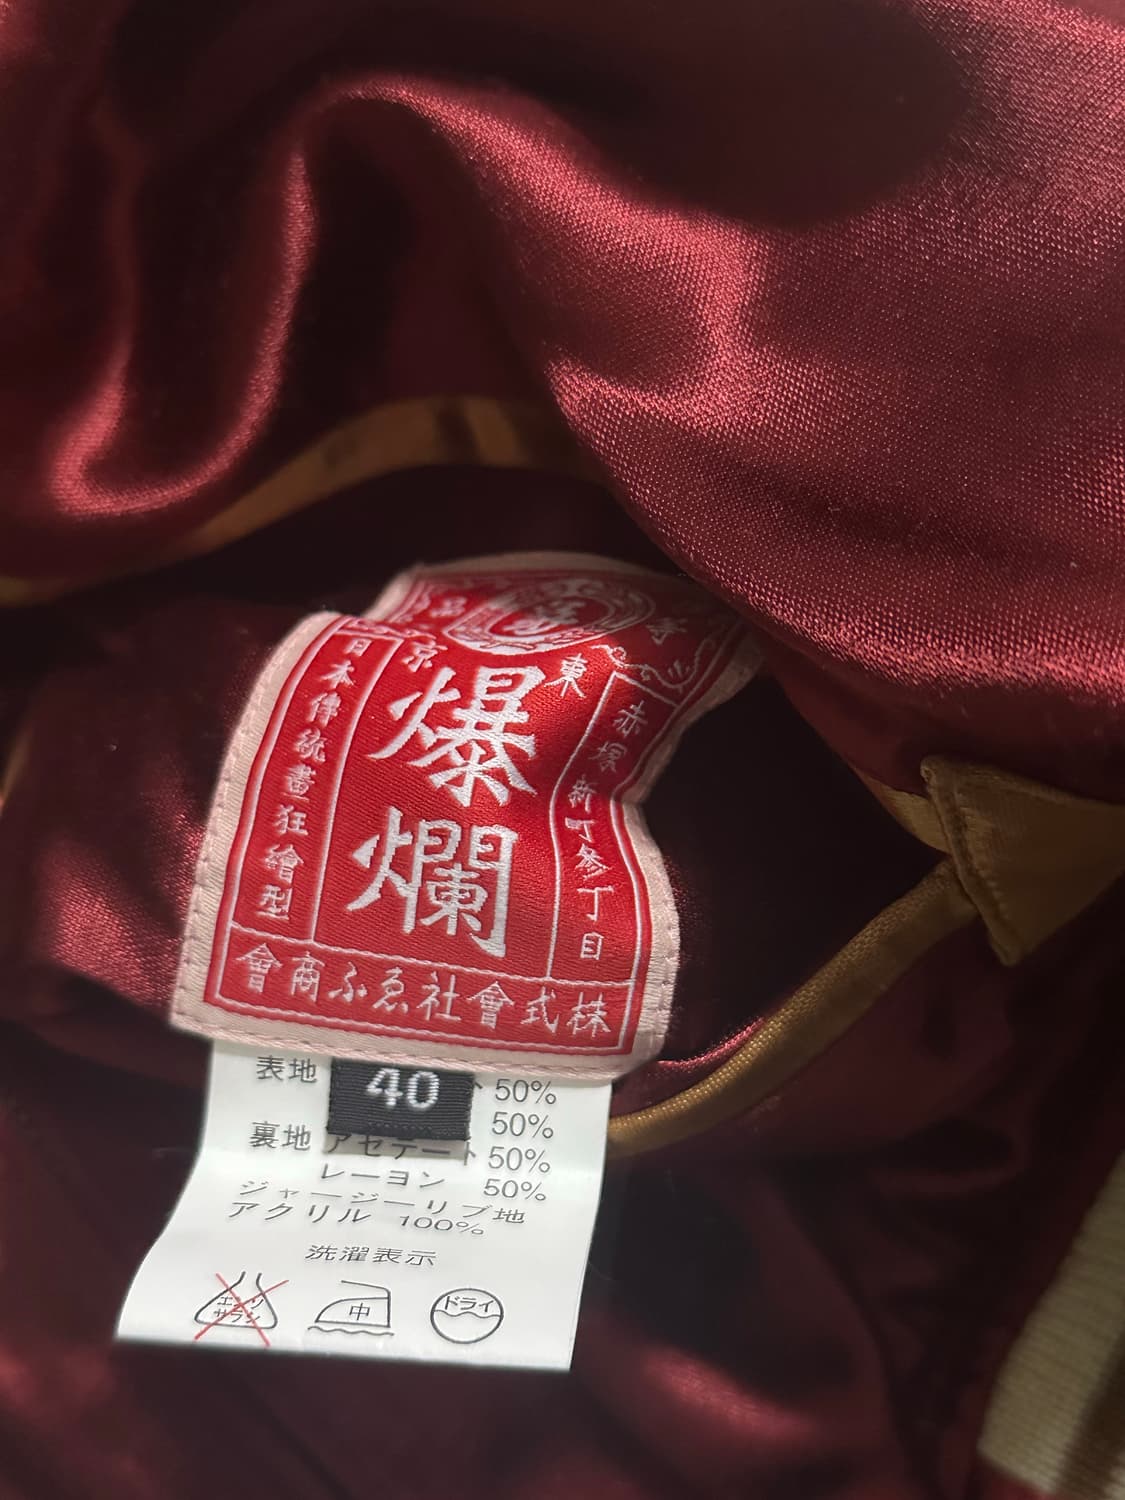 東京
赤塚新町參丁目
爆爛
日本傳統畫狂繪型
株式會社ゑふ商會
40
表地 50%
50%
裏地 アセテート 50%
レーヨン 50%
ジャージーリブ地
アクリル 100%
洗濯表示
中
ドライ